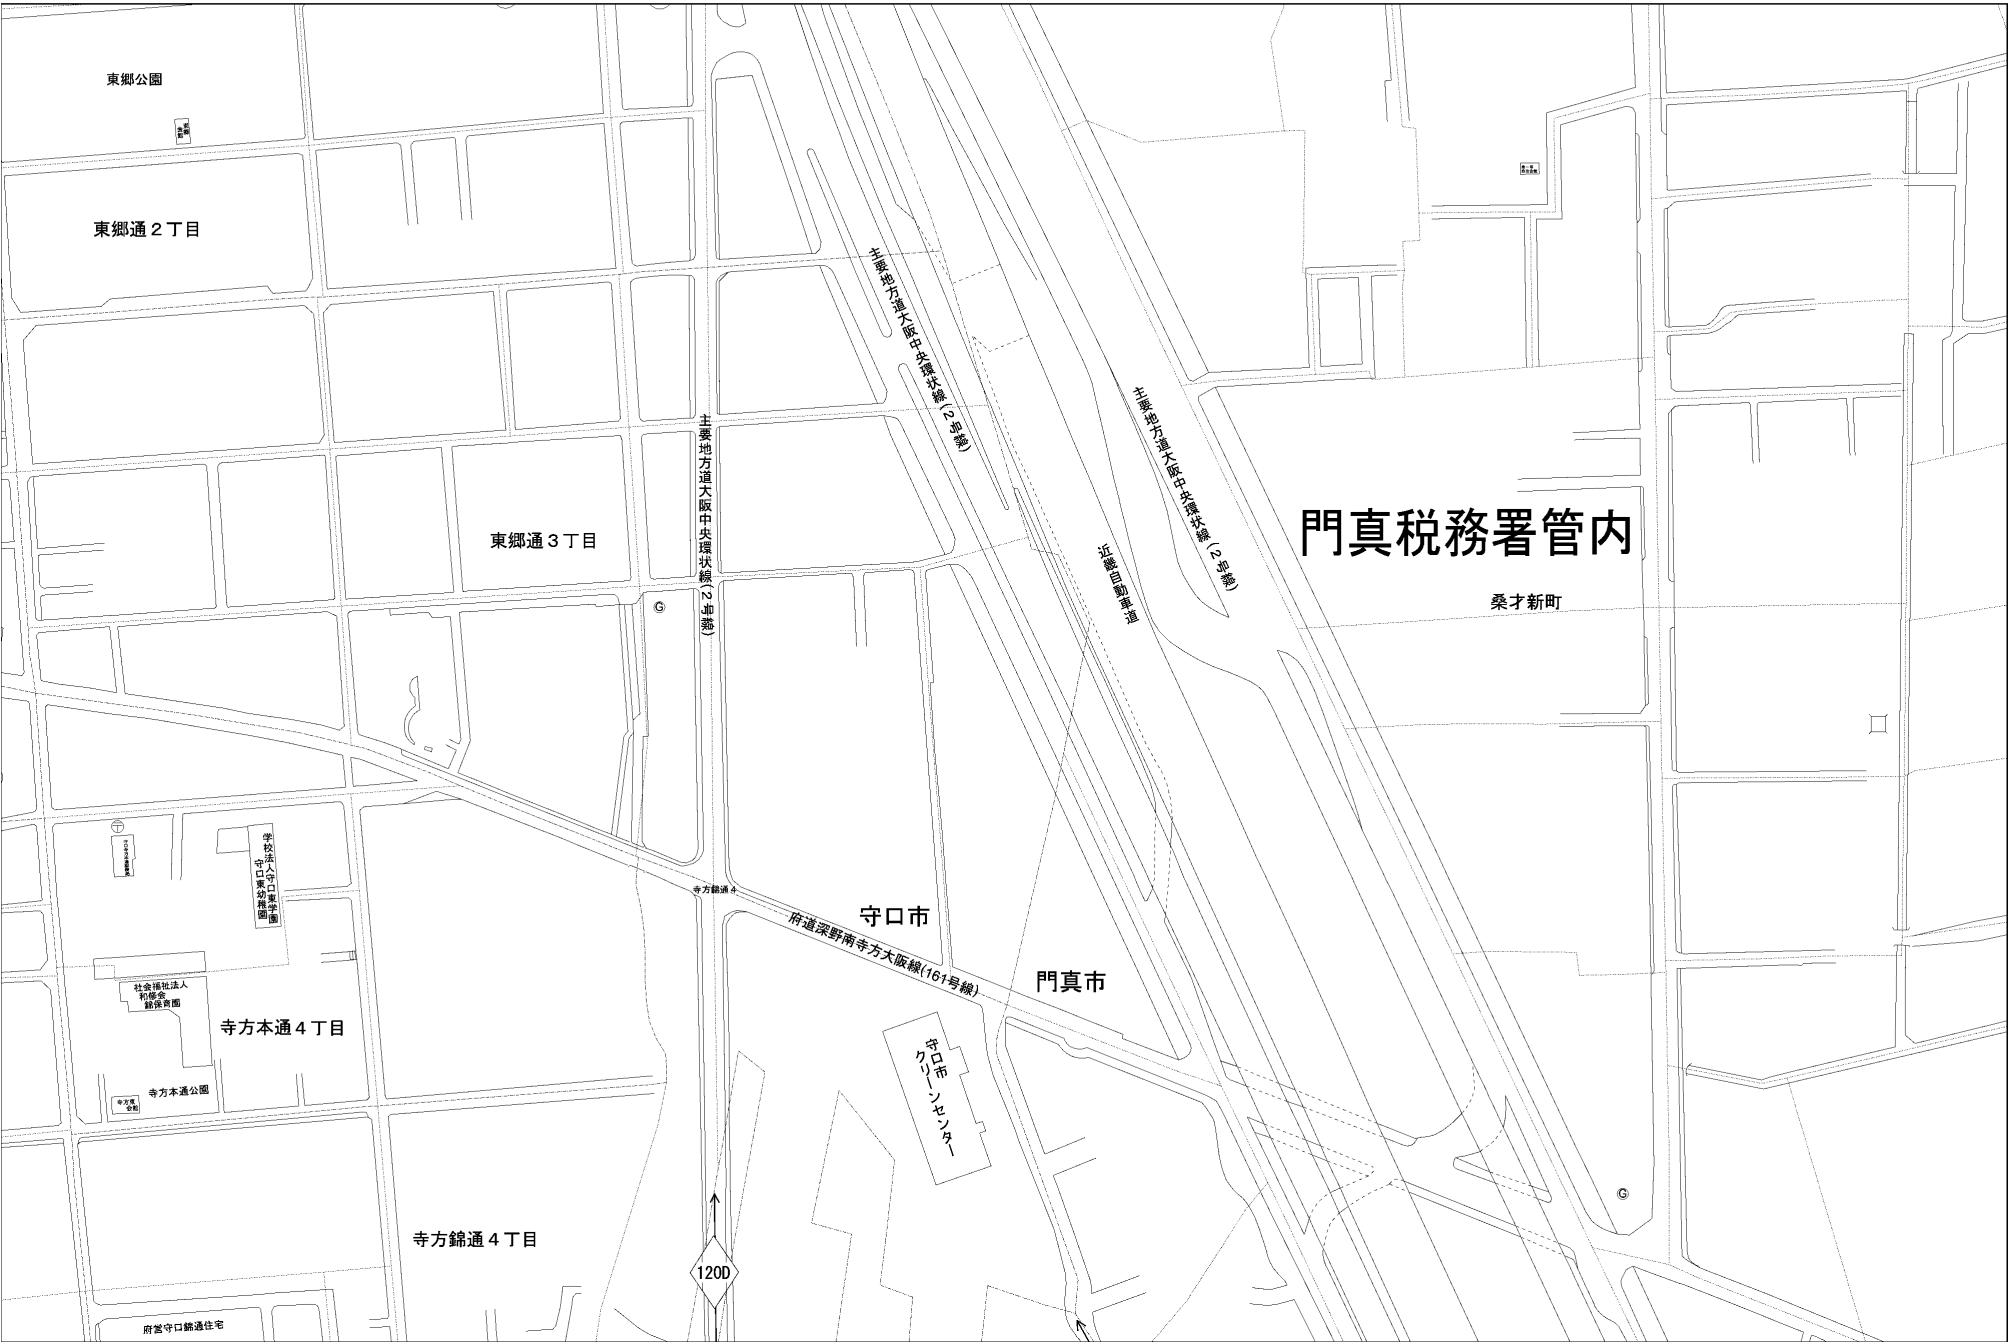 東郷公園
東郷
会館
東郷通２丁目
主要地方道大阪中央環状線(2号線)
主要地方道大阪中央環状線(2号線)
主要地方道大阪中央環状線(2号線)
門真税務署管内
東郷通３丁目
近畿自動車道
桑才新町
G
学校法人守口東学園
守口東幼稚園
寺方錦通４
守口市
府道深野南寺方大阪線(161号線)
門真市
社会福祉法人
和修会
錦保育園
寺方本通４丁目
守口市
クリーンセンター
寺方本通公園
寺方東
会館
G
寺方錦通４丁目
120D
府営守口錦通住宅